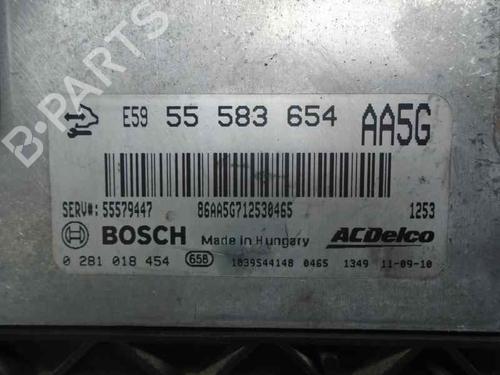 E59 55 583 654 AA5G
SERV#: 55579447 86AA5G712530465 1253
BOSCH Made in Hungary ACDelco
0 281 018 454 658 1039S44148 0465 1349 11-09-10
B-PARTS